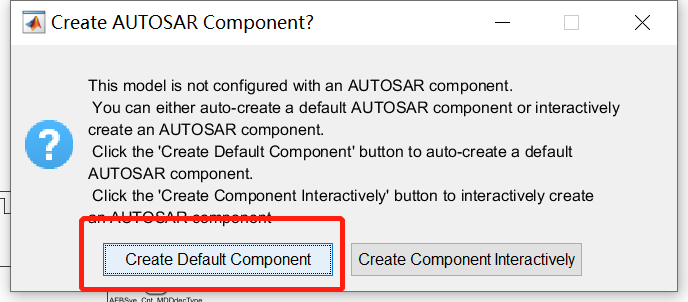 Create AUTOSAR Component?
This model is not configured with an AUTOSAR component.
You can either auto-create a default AUTOSAR component or interactively
create an AUTOSAR component.
Click the 'Create Default Component' button to auto-create a default
AUTOSAR component.
Click the 'Create Component Interactively' button to interactively create
an AUTOSAR component
Create Default Component
Create Component Interactively
AEBSys_Cnt_MDDdecType